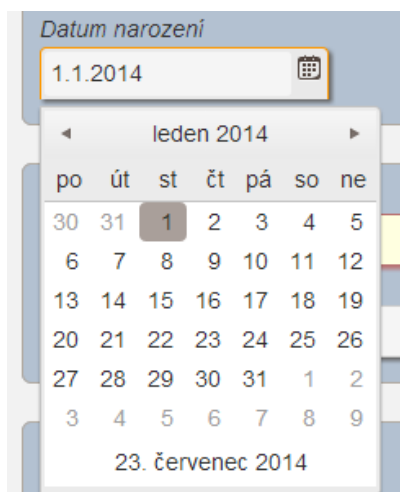 Datum narození
1.1.2014
leden 2014
po út st čt pá so ne
30 31 1 2 3 4 5
6 7 8 9 10 11 12
13 14 15 16 17 18 19
20 21 22 23 24 25 26
27 28 29 30 31 1 2
3 4 5 6 7 8 9
23. červenec 2014